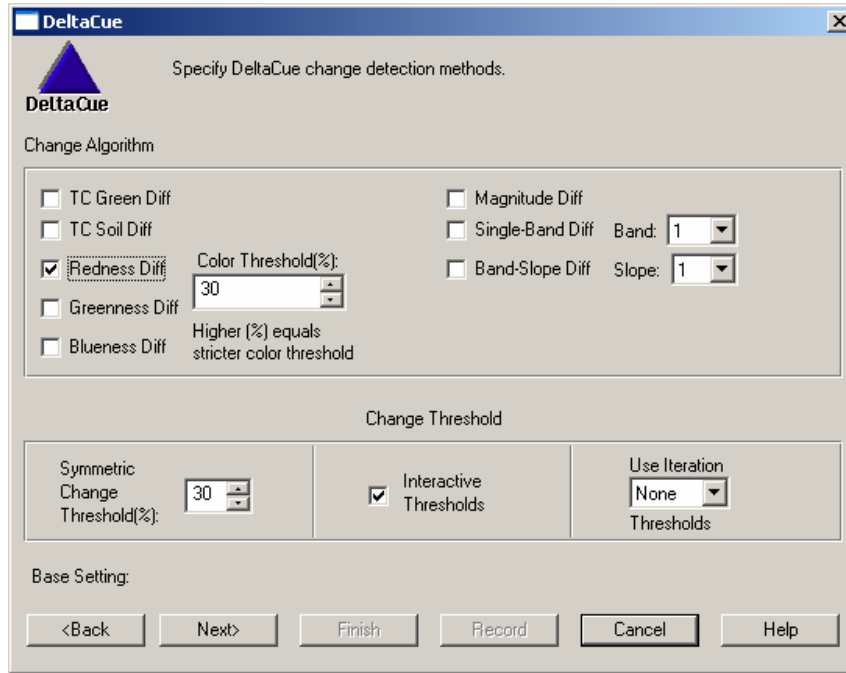 DeltaCue
Specify DeltaCue change detection methods.
DeltaCue
Change Algorithm
TC Green Diff
TC Soil Diff
Redness Diff
Greenness Diff
Blueness Diff
Color Threshold(%):
30
Higher (%) equals
stricter color threshold
Magnitude Diff
Single-Band Diff Band: 1
Band-Slope Diff Slope: 1
Change Threshold
Symmetric
Change
Threshold(%):
30
Interactive
Thresholds
Use Iteration
None
Thresholds
Base Setting:
<Back Next> Finish Record Cancel Help